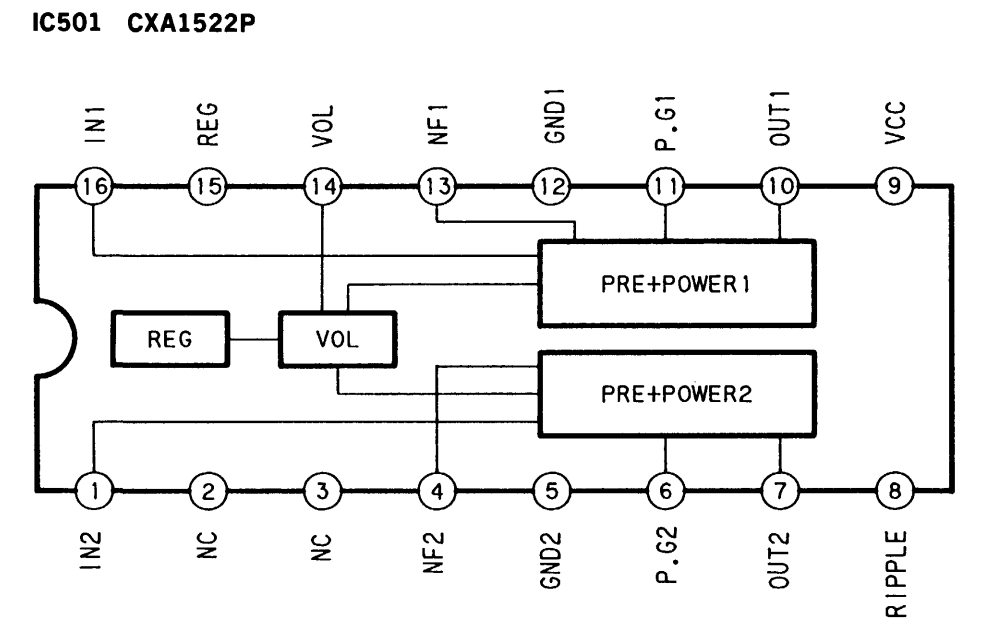 IC501 CXA1522P
IN1 REG VOL NF1 GND1 P.G1 OUT1 VCC
16 15 14 13 12 11 10 9
PRE+POWER1
REG VOL
PRE+POWER2
1 2 3 4 5 6 7 8
IN2 NC NC NF2 GND2 P.G2 OUT2 RIPPLE